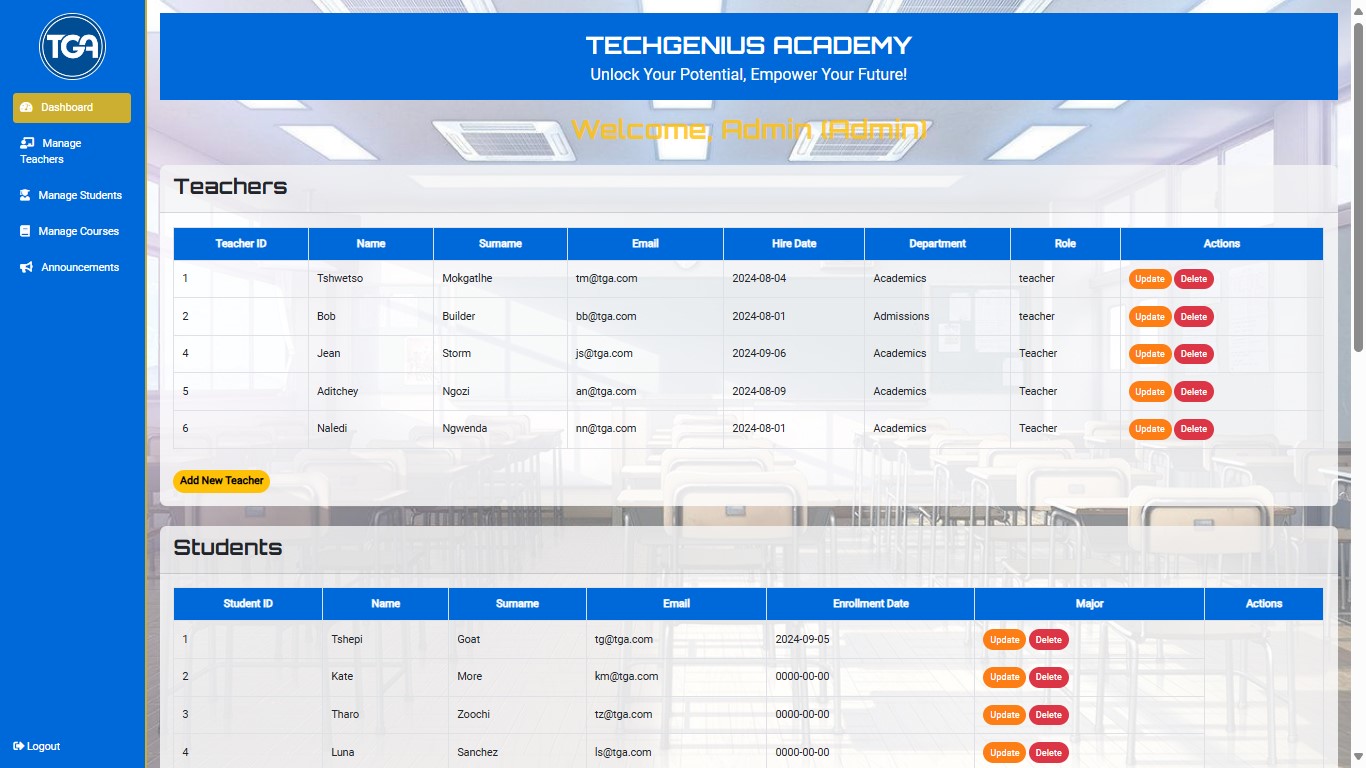 TGA
Dashboard
Manage
Teachers
Manage Students
Manage Courses
Announcements
Logout
TECHGENIUS ACADEMY
Unlock Your Potential, Empower Your Future!
Welcome, Admin (Admin)
Teachers
Teacher ID Name Surname Email Hire Date Department Role Actions
1 Tshwetso Mokgatlhe tm@tga.com 2024-08-04 Academics teacher Update Delete
2 Bob Builder bb@tga.com 2024-08-01 Admissions teacher Update Delete
4 Jean Storm js@tga.com 2024-09-06 Academics Teacher Update Delete
5 Aditchey Ngozi an@tga.com 2024-08-09 Academics Teacher Update Delete
6 Naledi Ngwenda nn@tga.com 2024-08-01 Academics Teacher Update Delete
Add New Teacher
Students
Student ID Name Surname Email Enrollment Date Major Actions
1 Tshepi Goat tg@tga.com 2024-09-05 Update Delete
2 Kate More km@tga.com 0000-00-00 Update Delete
3 Tharo Zoochi tz@tga.com 0000-00-00 Update Delete
4 Luna Sanchez ls@tga.com 0000-00-00 Update Delete